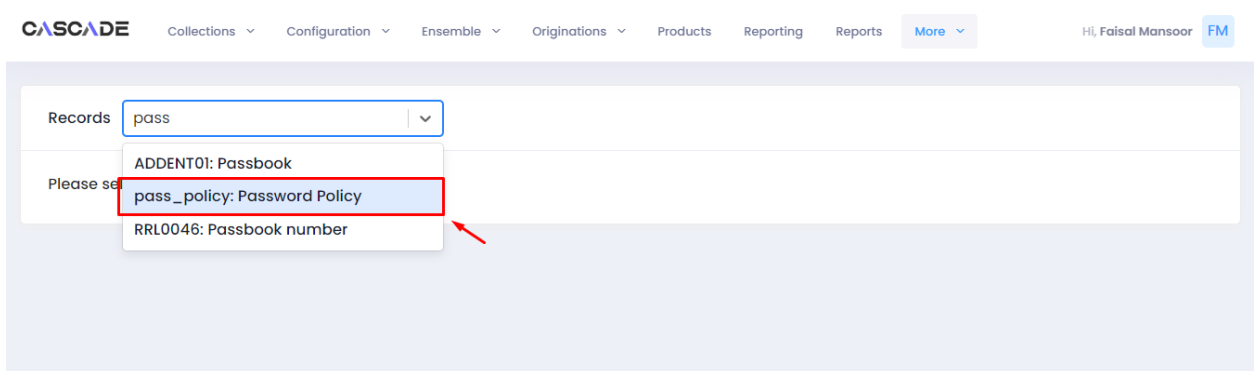 CASCADE Collections Configuration Ensemble Originations Products Reporting Reports More Hi, Faisal Mansoor FM
Records pass
ADDENT01: Passbook
Please se
pass_policy: Password Policy
RRL0046: Passbook number